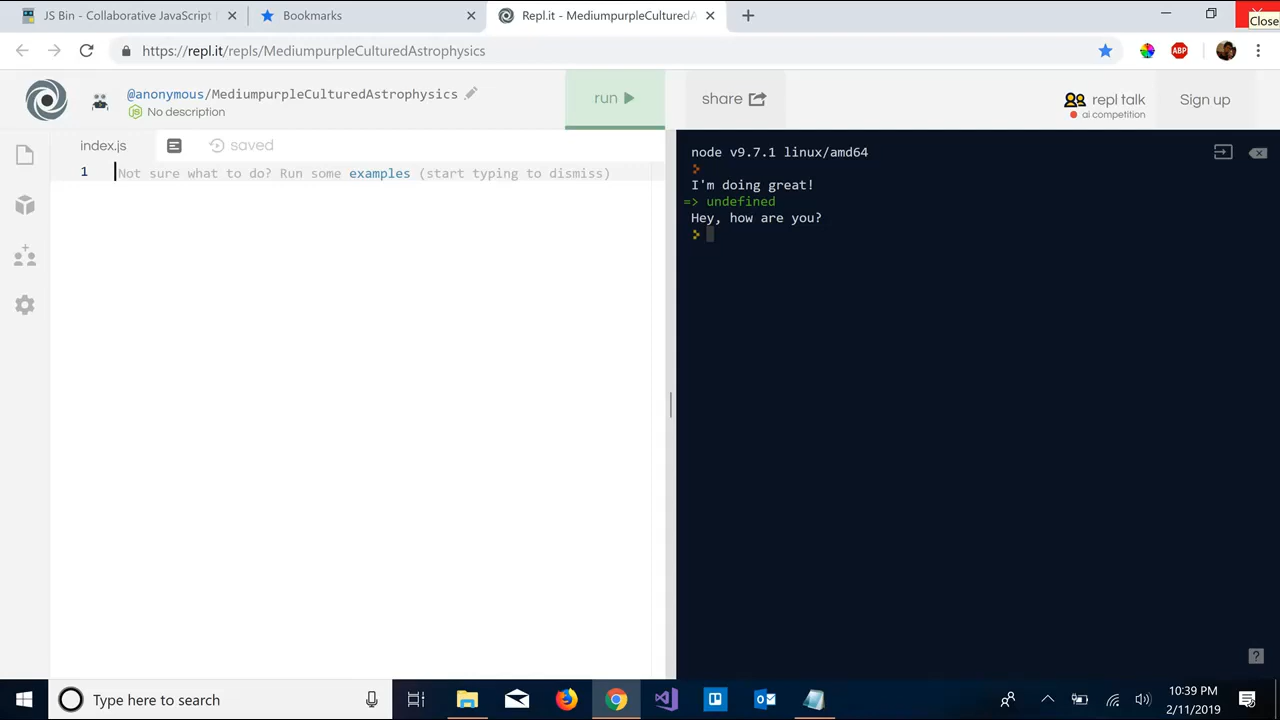 JS Bin - Collaborative JavaScript
Bookmarks
Repl.it - MediumpurpleCulturedA
Close
https://repl.it/repls/MediumpurpleCulturedAstrophysics
ABP
@anonymous/MediumpurpleCulturedAstrophysics
No description
run
share
repl talk
ai competition
Sign up
index.js
saved
1
Not sure what to do? Run some examples (start typing to dismiss)
node v9.7.1 linux/amd64
I'm doing great!
=> undefined
Hey, how are you?
?
Type here to search
10:39 PM
2/11/2019